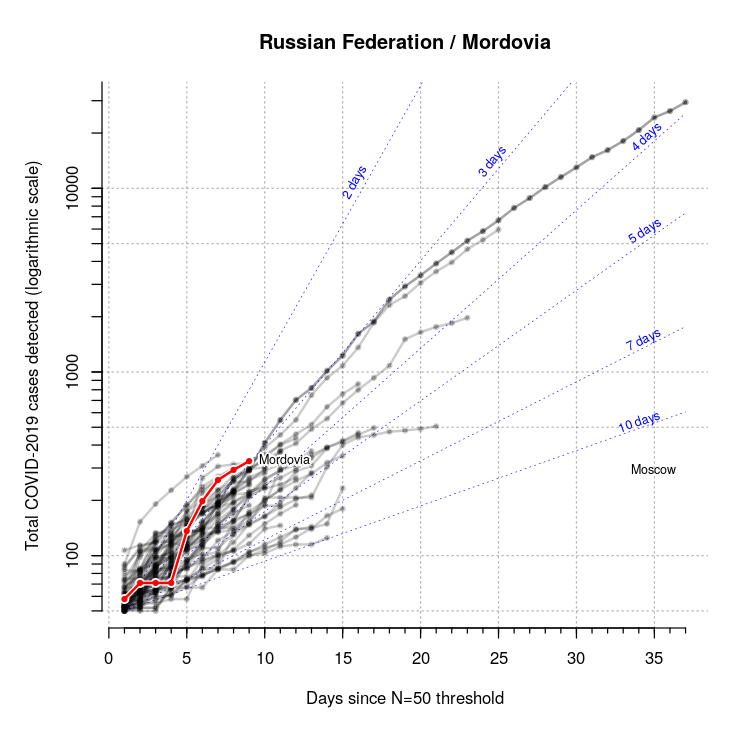 Russian Federation / Mordovia
Total COVID-2019 cases detected (logarithmic scale)
10000
1000
100
2 days
3 days
4 days
5 days
7 days
10 days
Mordovia
Moscow
0 5 10 15 20 25 30 35
Days since N=50 threshold